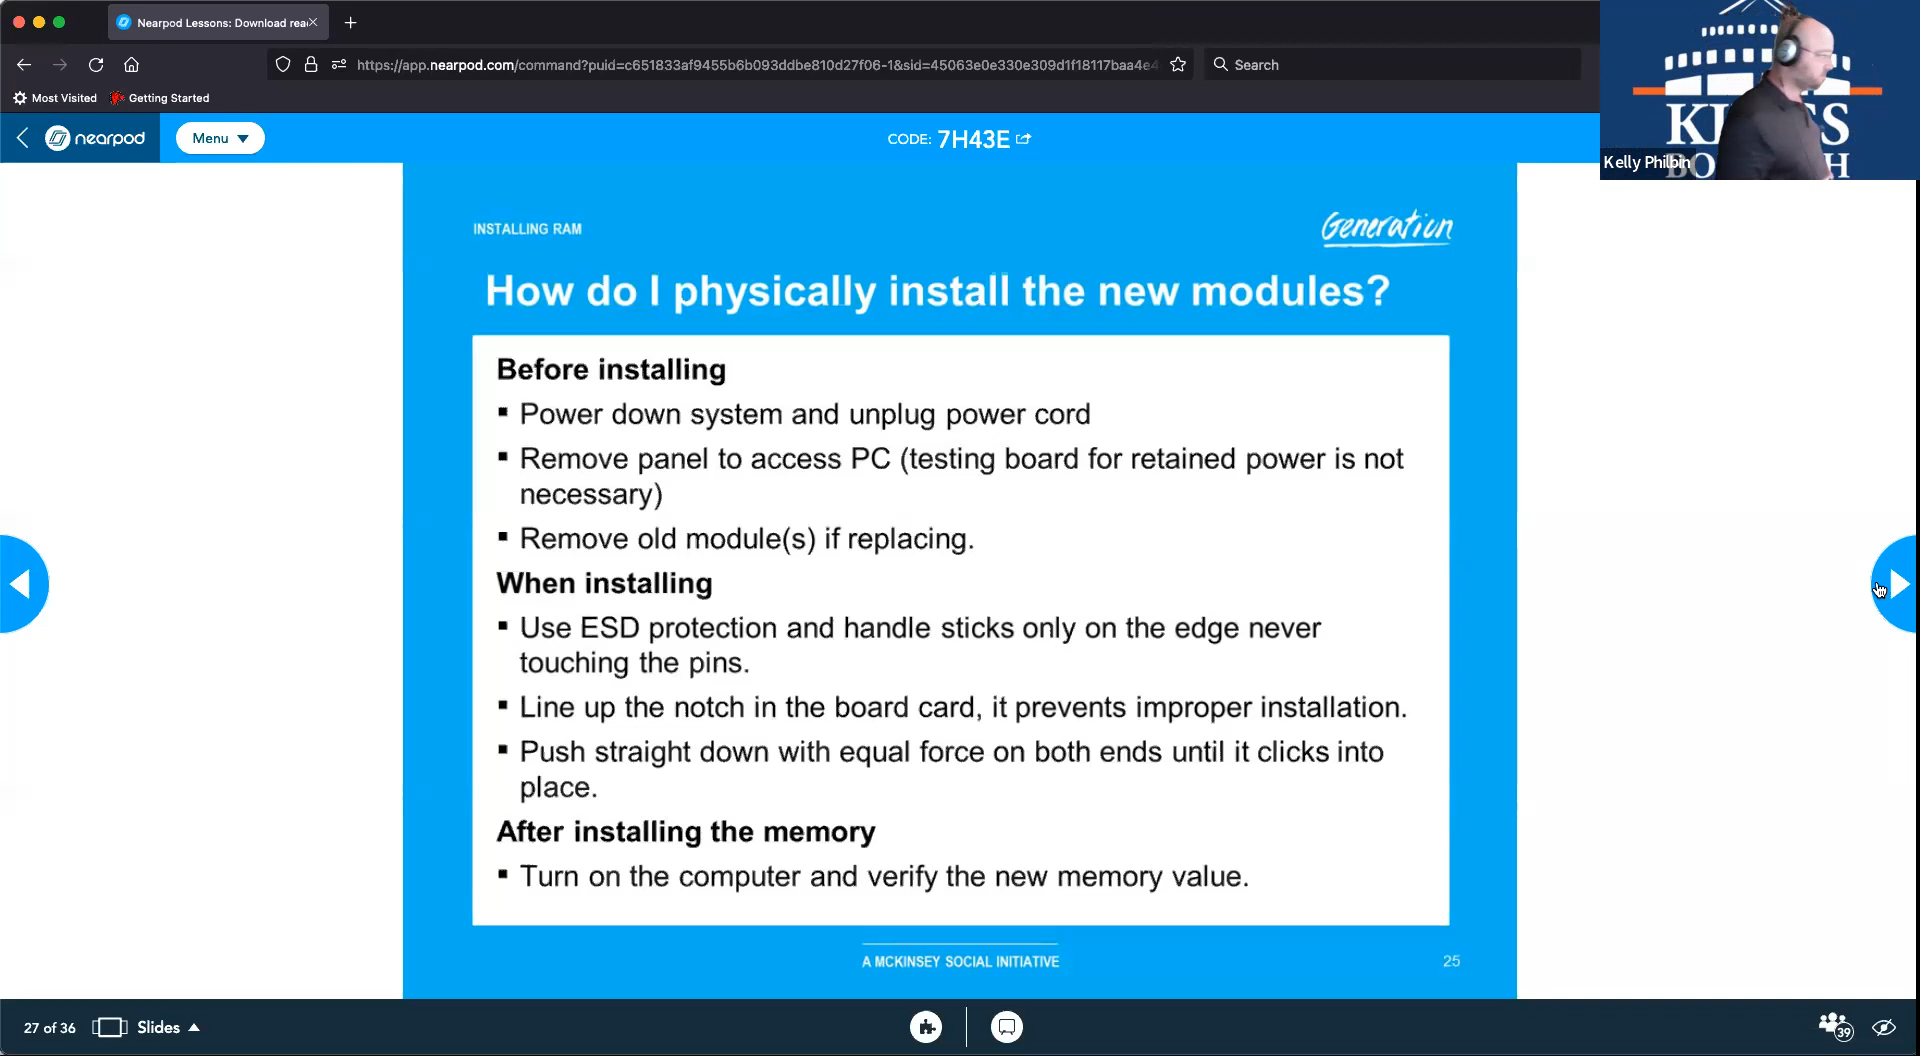 Nearpod Lessons: Download rea
https://app.nearpod.com/command?puid=c651833af9455b6b093ddbe810d27f06-1&sid=45063e0e330e309d1f18117baa4e4
Search
Most Visited
Getting Started
nearpod
Menu
CODE: 7H43E
Kelly Philbin
INSTALLING RAM
Generation
How do I physically install the new modules?
Before installing
▪ Power down system and unplug power cord
▪ Remove panel to access PC (testing board for retained power is not
necessary)
▪ Remove old module(s) if replacing.
When installing
▪ Use ESD protection and handle sticks only on the edge never
touching the pins.
▪ Line up the notch in the board card, it prevents improper installation.
▪ Push straight down with equal force on both ends until it clicks into
place.
After installing the memory
▪ Turn on the computer and verify the new memory value.
A MCKINSEY SOCIAL INITIATIVE
25
27 of 36
Slides
39